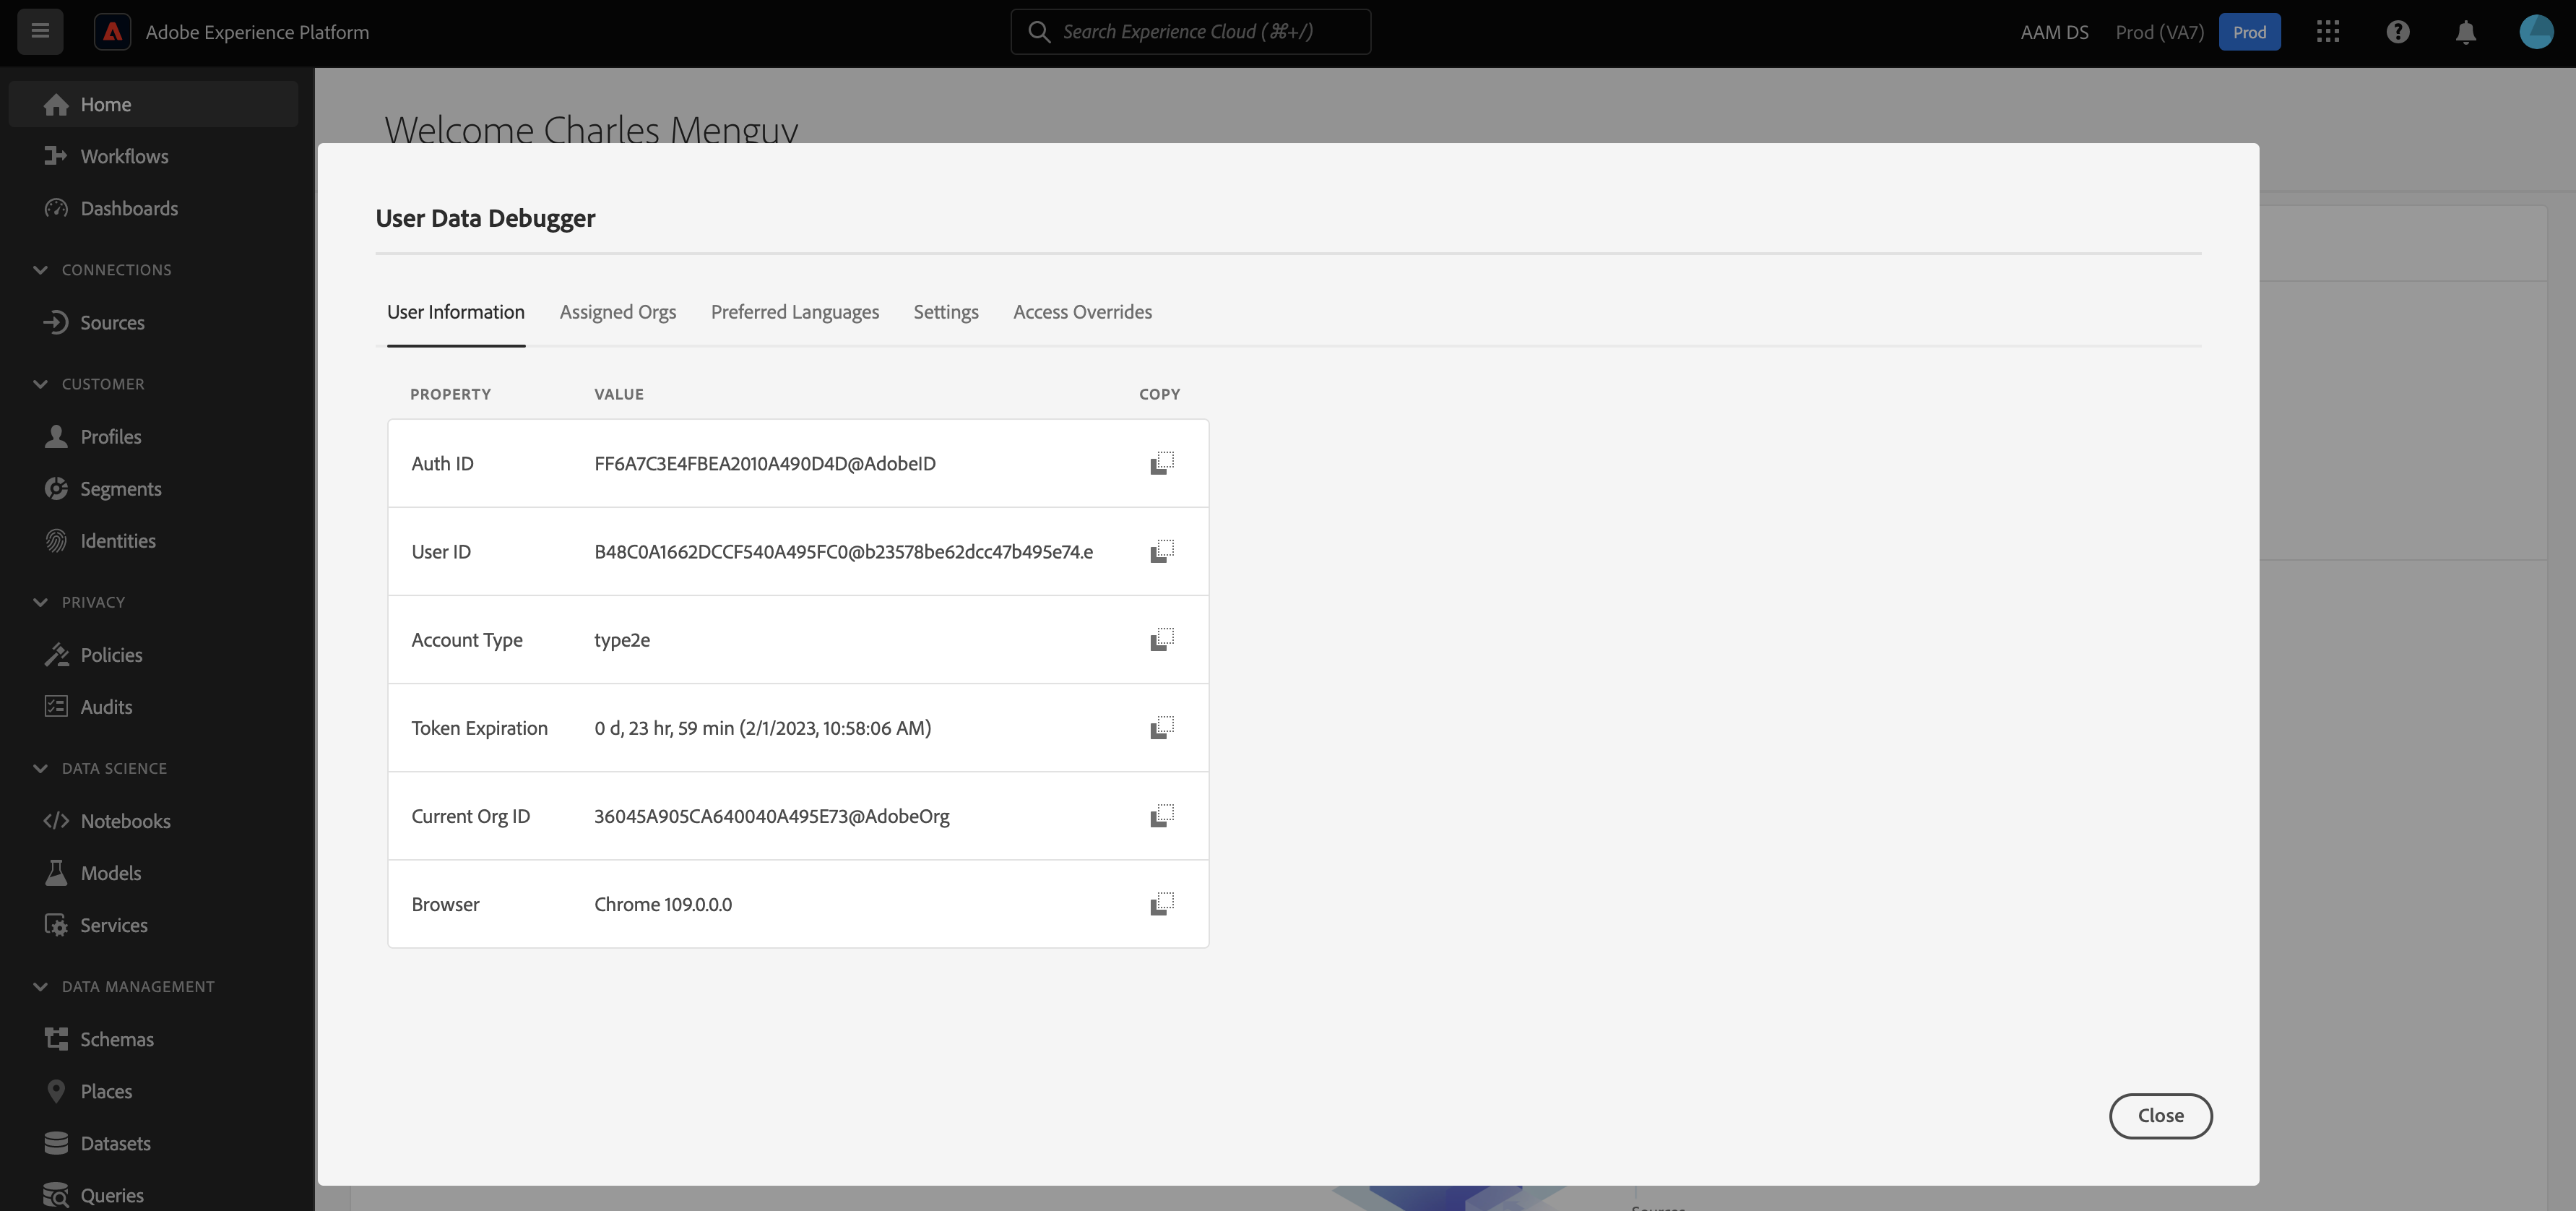 Adobe Experience Platform
Search Experience Cloud (⌘+/)
AAM DS
Prod (VA7)
Prod
Home
Workflows
Dashboards
CONNECTIONS
Sources
CUSTOMER
Profiles
Segments
Identities
PRIVACY
Policies
Audits
DATA SCIENCE
Notebooks
Models
Services
DATA MANAGEMENT
Schemas
Places
Datasets
Queries
Welcome Charles Menguy
User Data Debugger
User Information Assigned Orgs Preferred Languages Settings Access Overrides
PROPERTY VALUE COPY
Auth ID FF6A7C3E4FBEA2010A490D4D@AdobeID
User ID B48C0A1662DCCF540A495FC0@b23578be62dcc47b495e74.e
Account Type type2e
Token Expiration 0 d, 23 hr, 59 min (2/1/2023, 10:58:06 AM)
Current Org ID 36045A905CA640040A495E73@AdobeOrg
Browser Chrome 109.0.0.0
Close